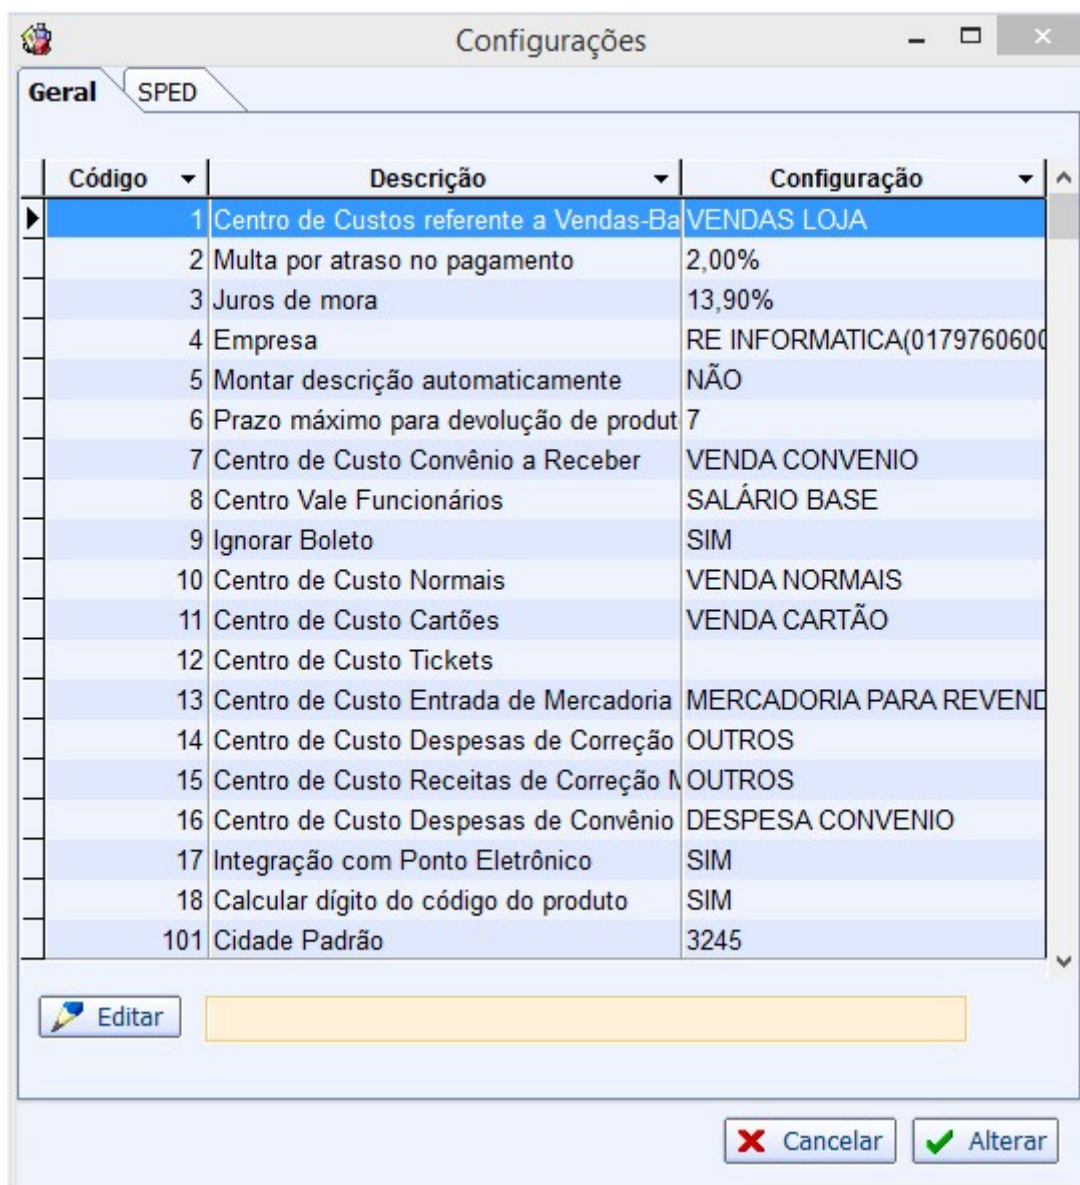 Configurações
Geral SPED
Código Descrição Configuração
1 Centro de Custos referente a Vendas-Ba VENDAS LOJA
2 Multa por atraso no pagamento 2,00%
3 Juros de mora 13,90%
4 Empresa RE INFORMATICA(0179760600
5 Montar descrição automaticamente NÃO
6 Prazo máximo para devolução de produt 7
7 Centro de Custo Convênio a Receber VENDA CONVENIO
8 Centro Vale Funcionários SALÁRIO BASE
9 Ignorar Boleto SIM
10 Centro de Custo Normais VENDA NORMAIS
11 Centro de Custo Cartões VENDA CARTÃO
12 Centro de Custo Tickets
13 Centro de Custo Entrada de Mercadoria MERCADORIA PARA REVEND
14 Centro de Custo Despesas de Correção OUTROS
15 Centro de Custo Receitas de Correção M OUTROS
16 Centro de Custo Despesas de Convênio DESPESA CONVENIO
17 Integração com Ponto Eletrônico SIM
18 Calcular dígito do código do produto SIM
101 Cidade Padrão 3245
Editar
Cancelar Alterar